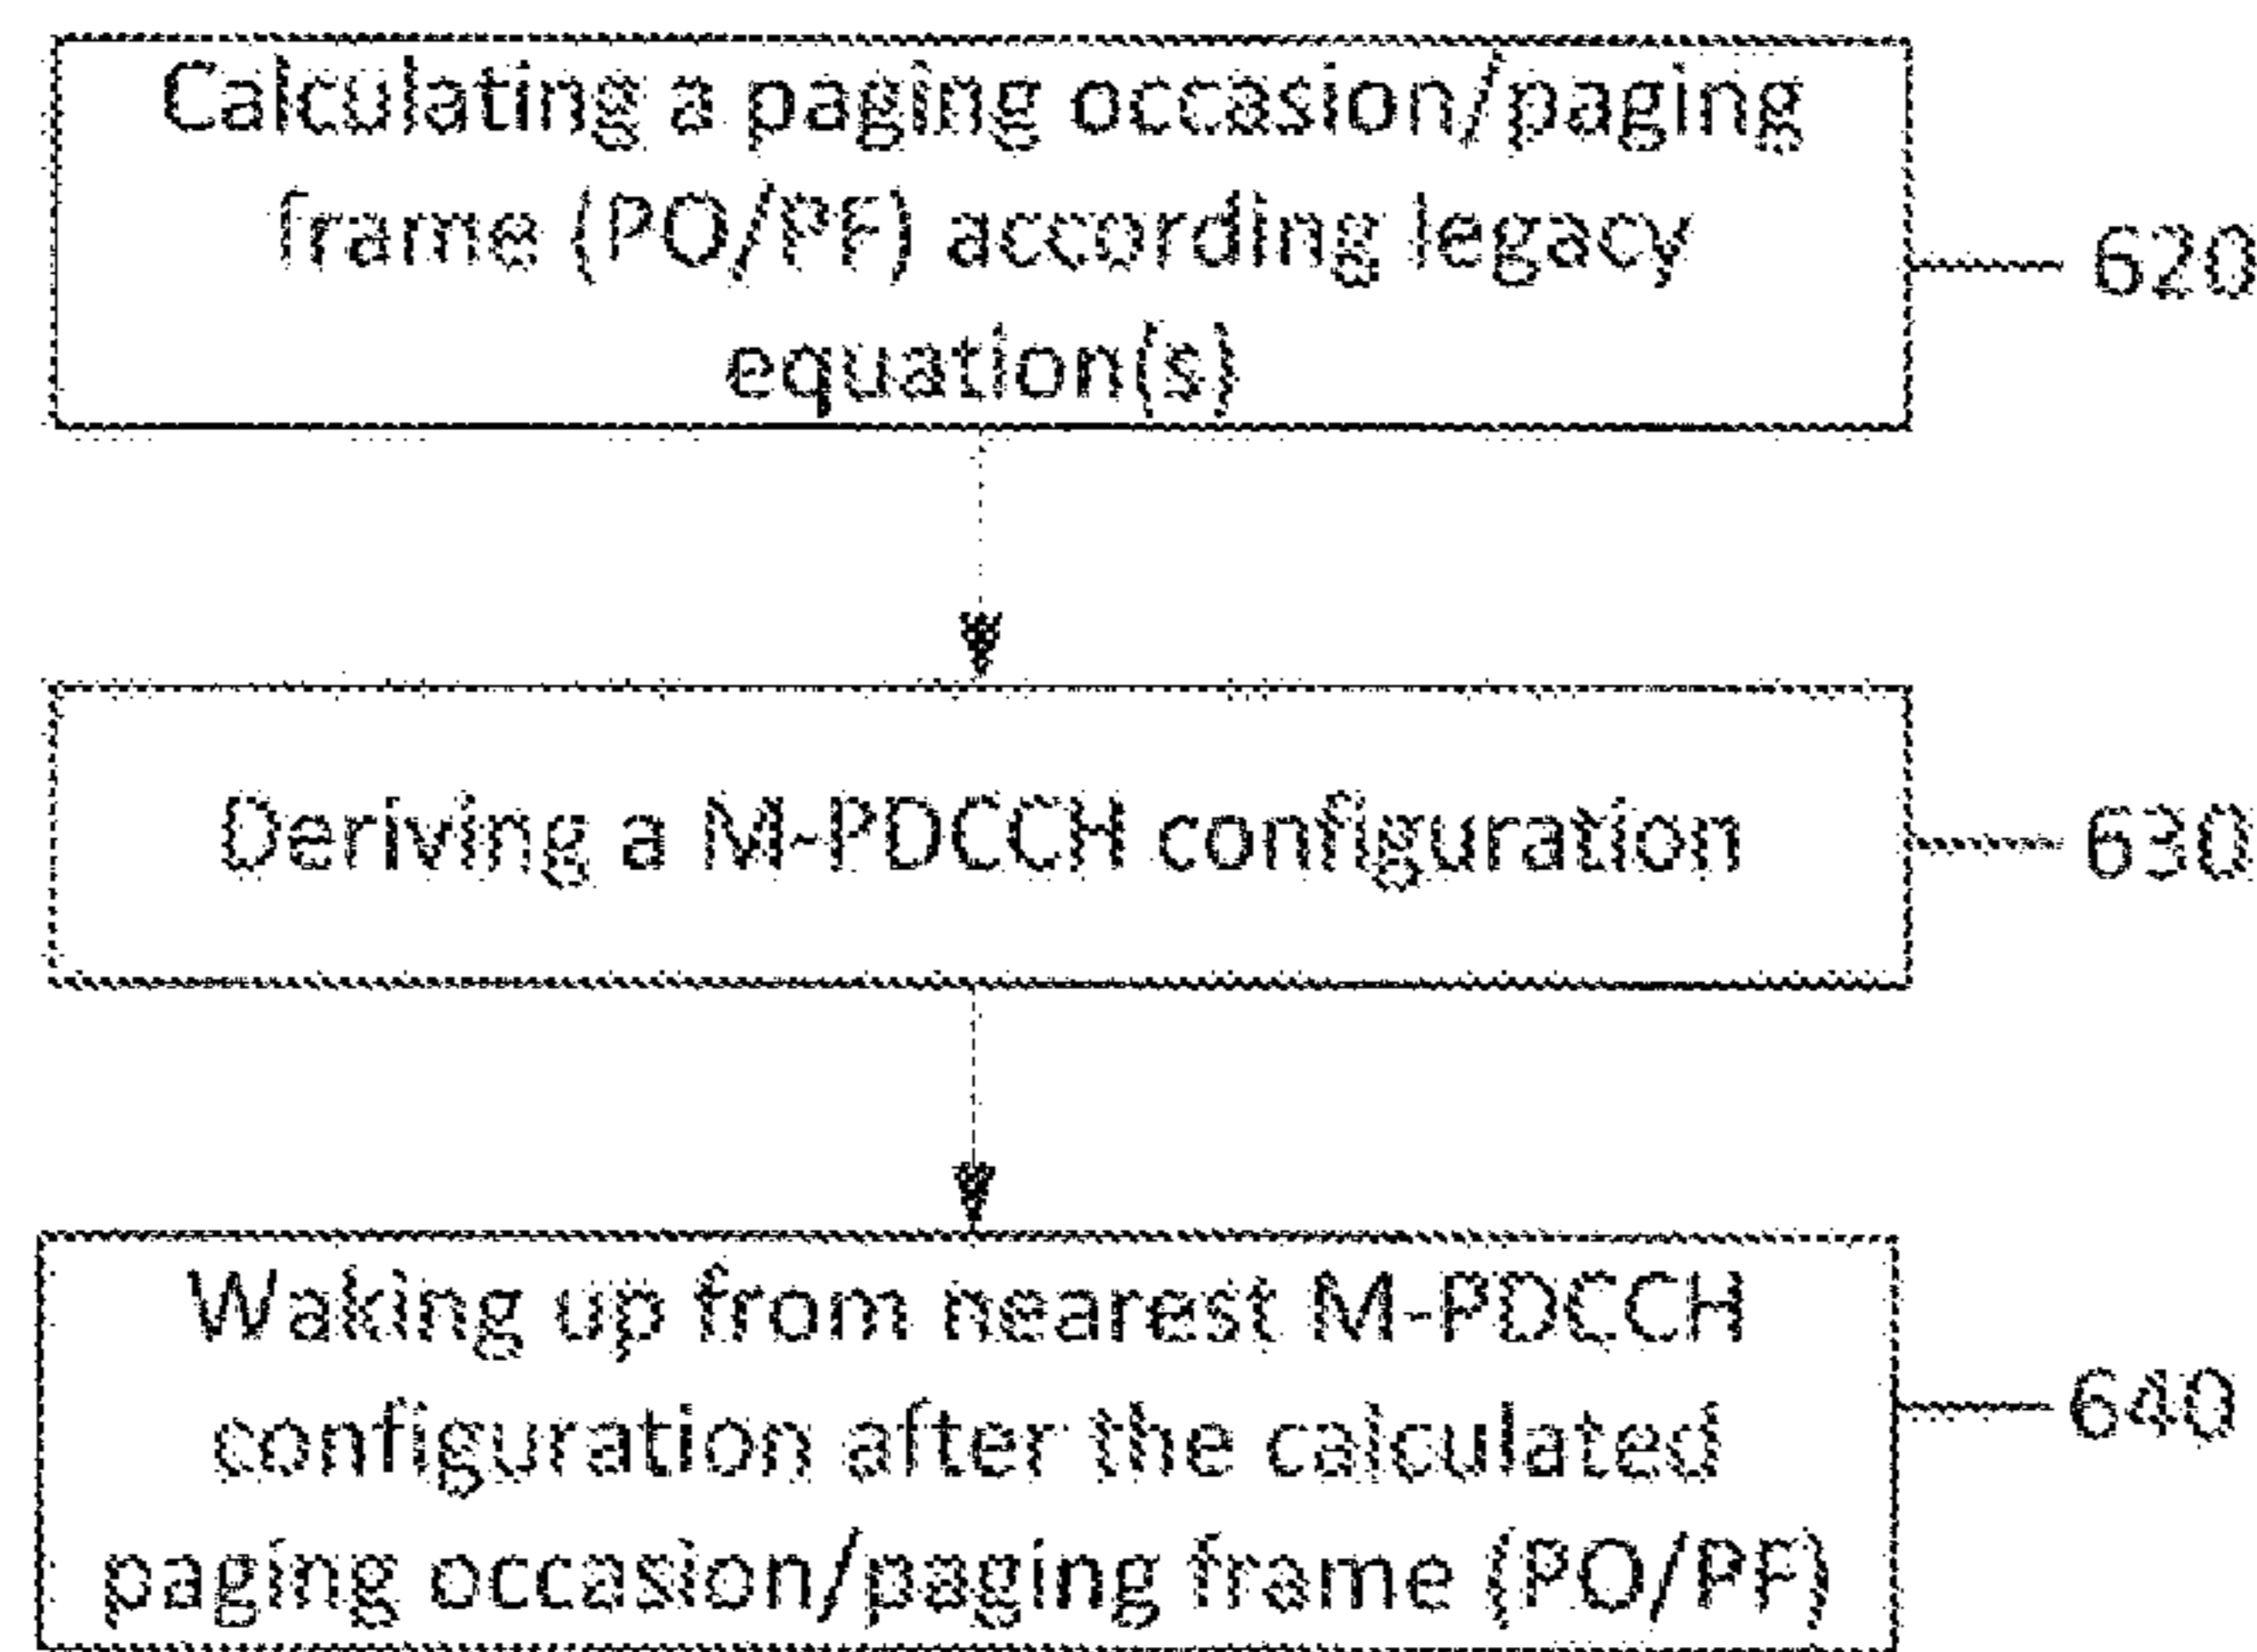 Calculating a paging occasion/paging
frame (PO/PF) according legacy
equation(s)
620
Deriving a M-PDCCH configuration
630
Waking up from nearest M-PDCCH
configuration after the calculated
paging occasion/paging frame (PO/PF)
640